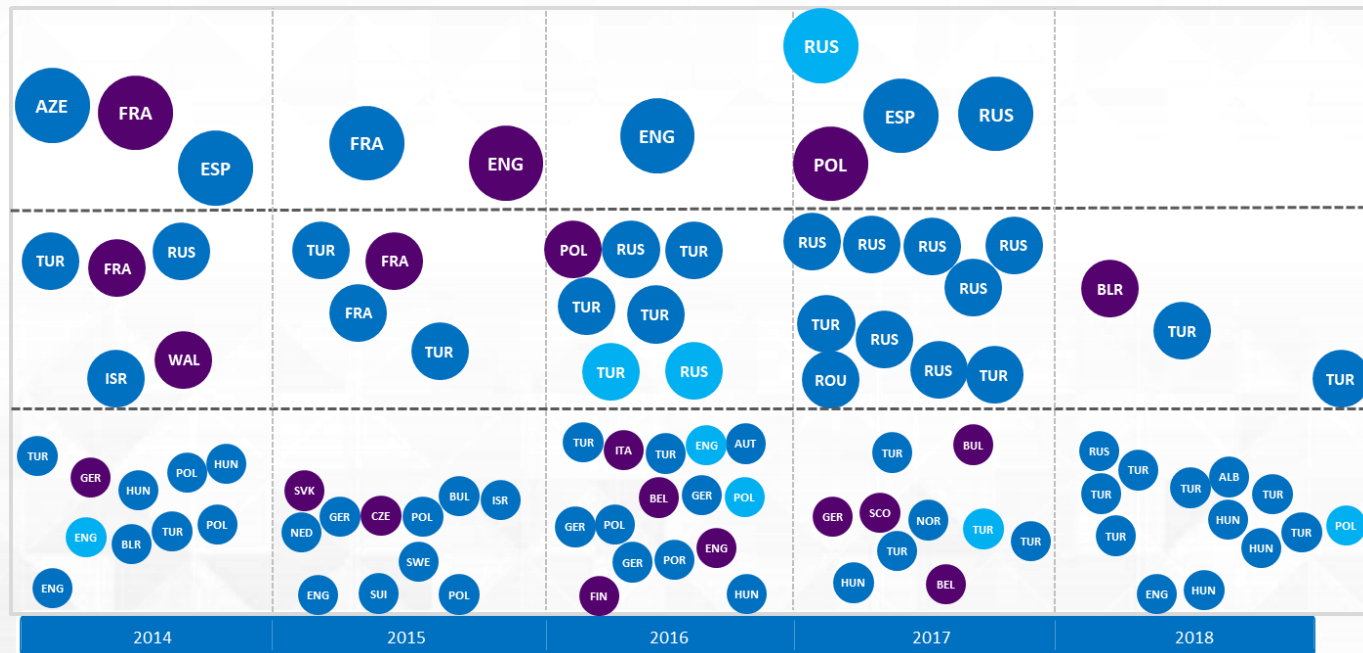 RUS
AZE
FRA
ESP
FRA
ENG
ENG
POL
ESP
RUS
TUR
FRA
RUS
ISR
WAL
TUR
FRA
FRA
TUR
POL
RUS
TUR
TUR
TUR
TUR
RUS
RUS
RUS
RUS
RUS
RUS
TUR
RUS
ROU
RUS
TUR
BLR
TUR
TUR
TUR
GER
HUN
POL
HUN
ENG
BLR
TUR
POL
ENG
SVK
NED
GER
CZE
POL
BUL
ISR
SWE
ENG
SUI
POL
TUR
ITA
TUR
ENG
AUT
BEL
GER
POL
GER
POL
GER
POR
ENG
FIN
HUN
TUR
BUL
GER
SCO
NOR
TUR
TUR
TUR
HUN
BEL
RUS
TUR
TUR
TUR
ALB
TUR
TUR
HUN
TUR
POL
HUN
ENG
HUN
2014
2015
2016
2017
2018